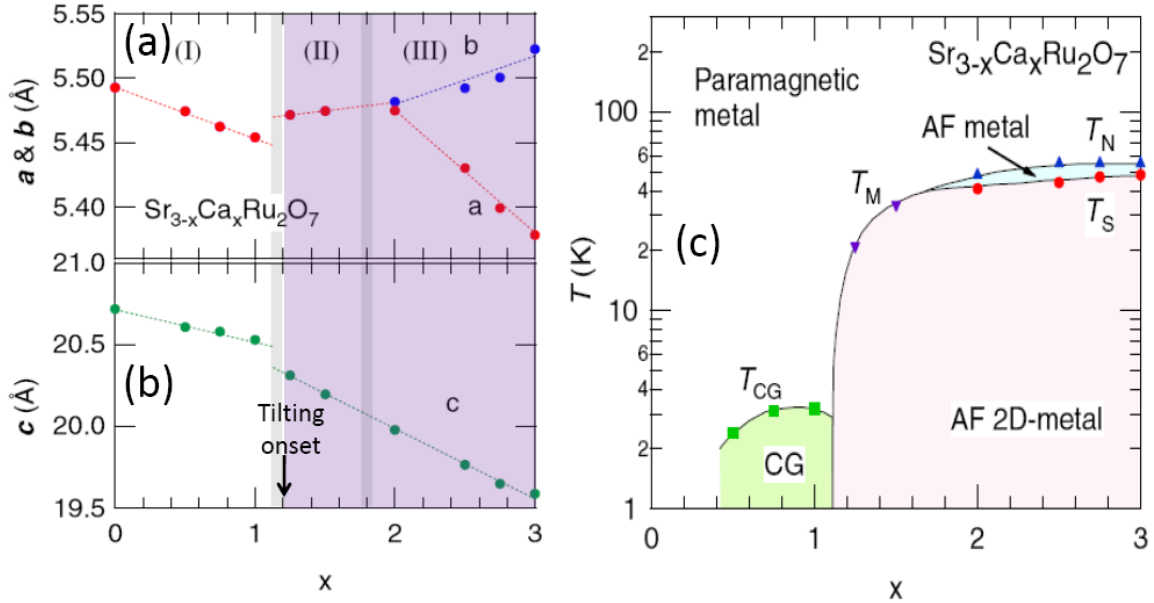 (a)
(I)
(II)
(III)
b
a
5.55
5.50
5.45
5.40
a & b (Å)
Sr3-xCaxRu2O7
21.0
20.5
20.0
19.5
c (Å)
(b)
c
Tilting
onset
0
1
2
3
x
Sr3-xCaxRu2O7
Paramagnetic
metal
AF metal
TN
TM
TS
(c)
TCG
CG
AF 2D-metal
2
100
6
4
2
10
6
4
2
1
T (K)
0
1
2
3
x